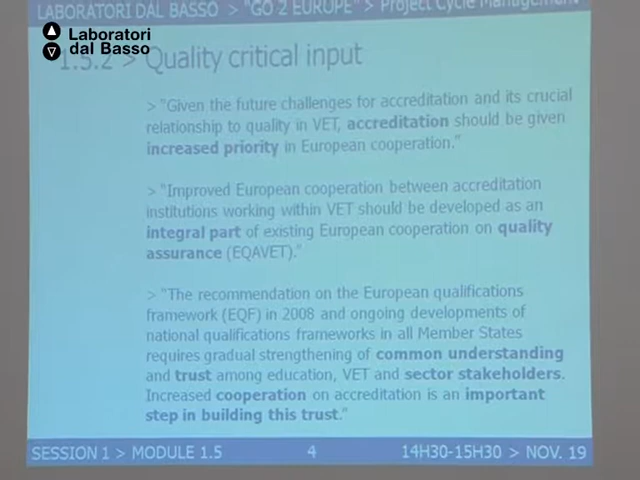 LABORATORI DAL BASSO > "GO 2 EUROPE" > Project Cycle Management
Laboratori
dal Basso
1.5.2 > Quality critical input
> "Given the future challenges for accreditation and its crucial
relationship to quality in VET, accreditation should be given
increased priority in European cooperation."
> "Improved European cooperation between accreditation
institutions working within VET should be developed as an
integral part of existing European cooperation on quality
assurance (EQAVET)."
> "The recommendation on the European qualifications
framework (EQF) in 2008 and ongoing developments of
national qualifications frameworks in all Member States
requires gradual strengthening of common understanding
and trust among education, VET and sector stakeholders.
Increased cooperation on accreditation is an important
step in building this trust."
SESSION 1 > MODULE 1.5 4 14H30-15H30 > NOV. 19